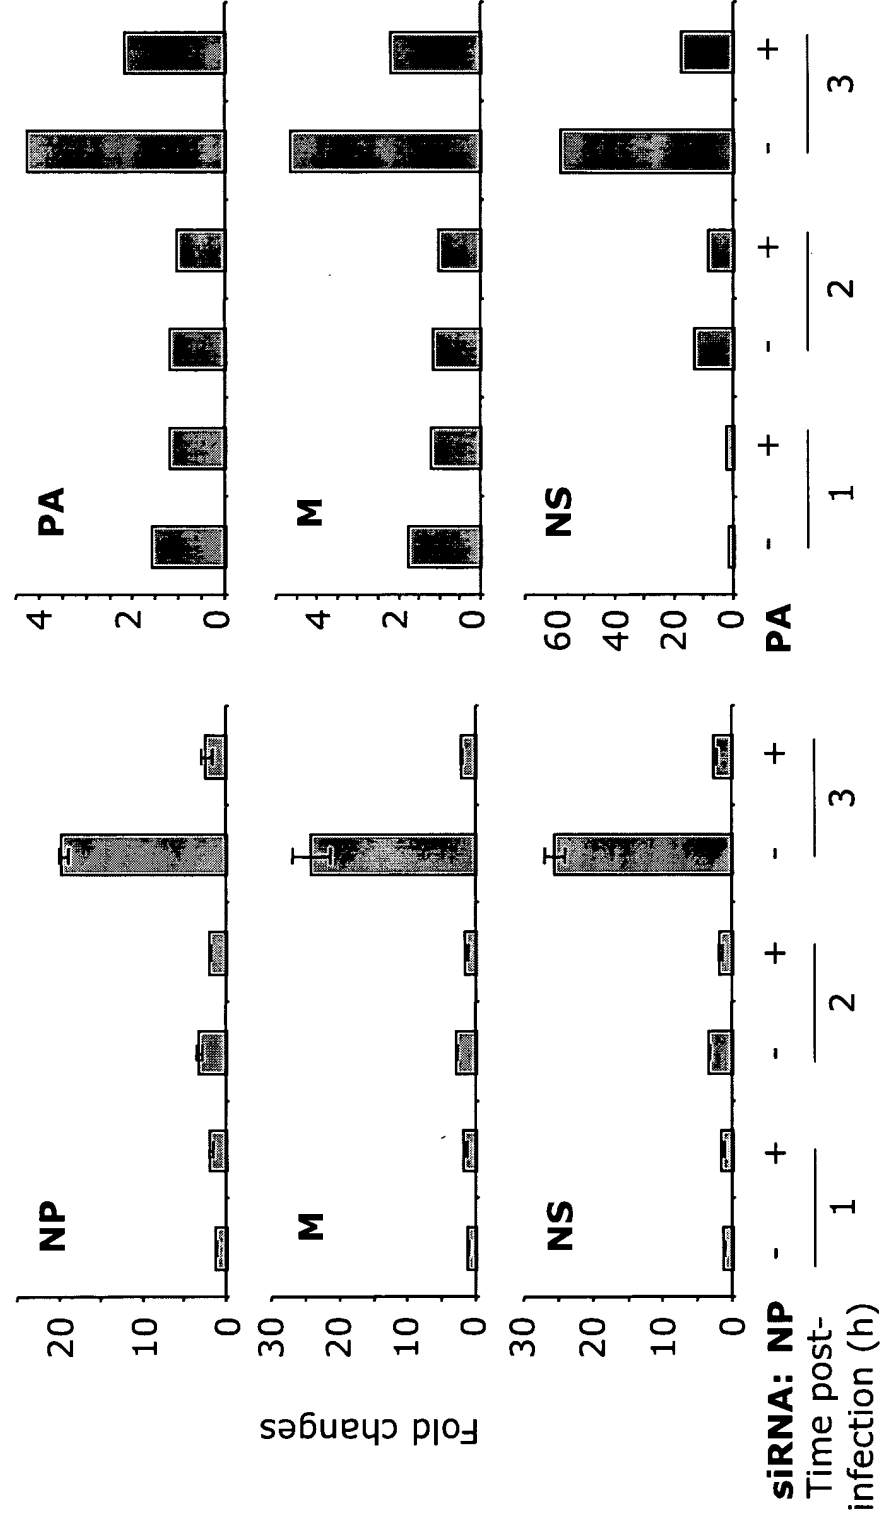 Fold changes
NP
20
10
0
M
30
20
10
0
NS
30
20
10
0
siRNA: NP - + - + - +
Time post-
infection (h)
1 2 3
PA
4
2
0
M
4
2
0
NS
60
40
20
0
PA - + - + - +
1 2 3